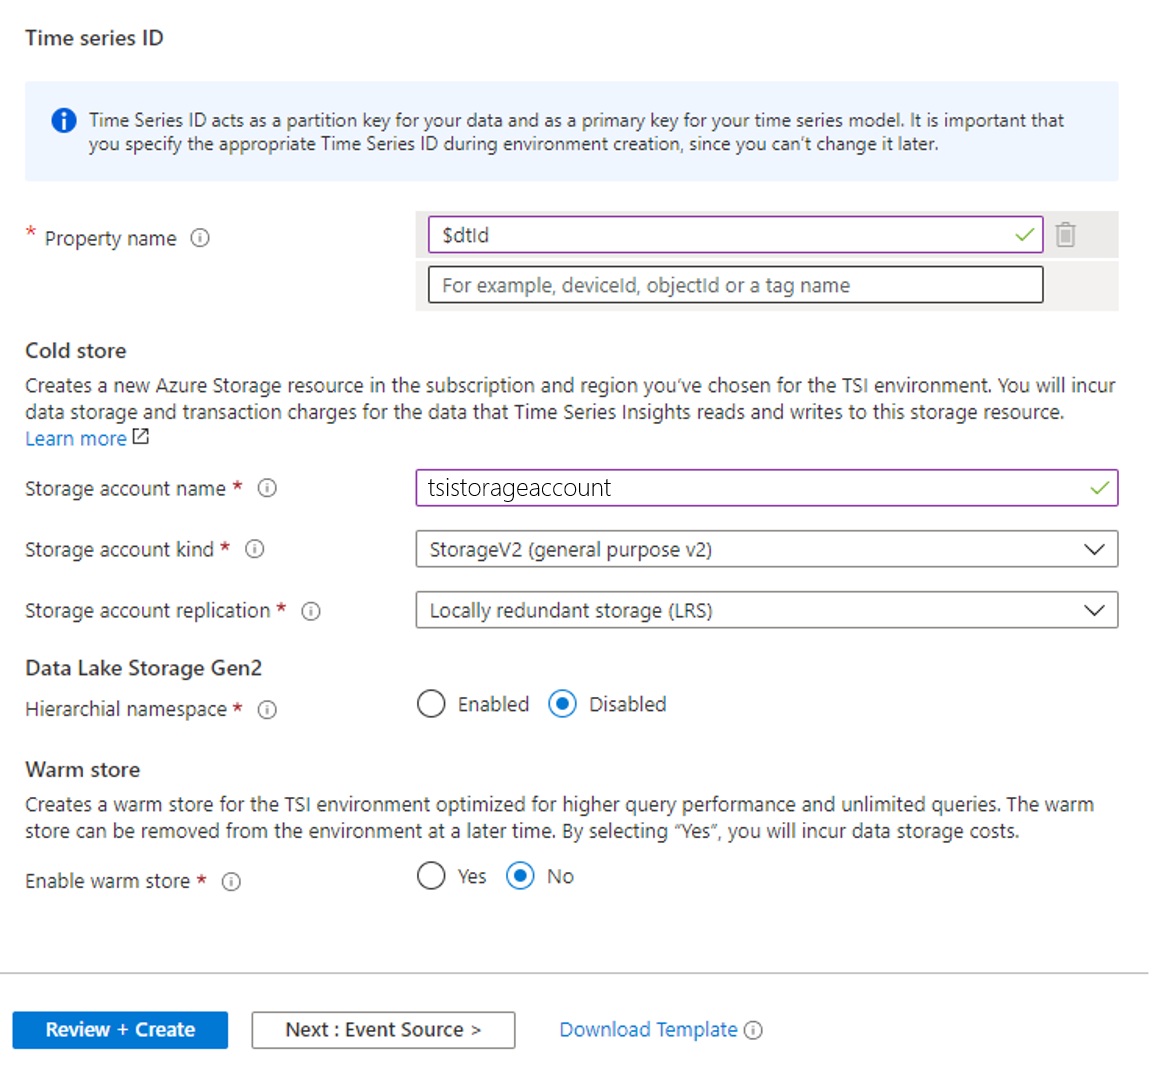 Time series ID
Time Series ID acts as a partition key for your data and as a primary key for your time series model. It is important that
you specify the appropriate Time Series ID during environment creation, since you can't change it later.
* Property name
$dtId
For example, deviceId, objectId or a tag name
Cold store
Creates a new Azure Storage resource in the subscription and region you've chosen for the TSI environment. You will incur
data storage and transaction charges for the data that Time Series Insights reads and writes to this storage resource.
Learn more
Storage account name *
tsistorageaccount
Storage account kind *
StorageV2 (general purpose v2)
Storage account replication *
Locally redundant storage (LRS)
Data Lake Storage Gen2
Hierarchial namespace *
Enabled
Disabled
Warm store
Creates a warm store for the TSI environment optimized for higher query performance and unlimited queries. The warm
store can be removed from the environment at a later time. By selecting “Yes”, you will incur data storage costs.
Enable warm store *
Yes
No
Review + Create
Next : Event Source >
Download Template